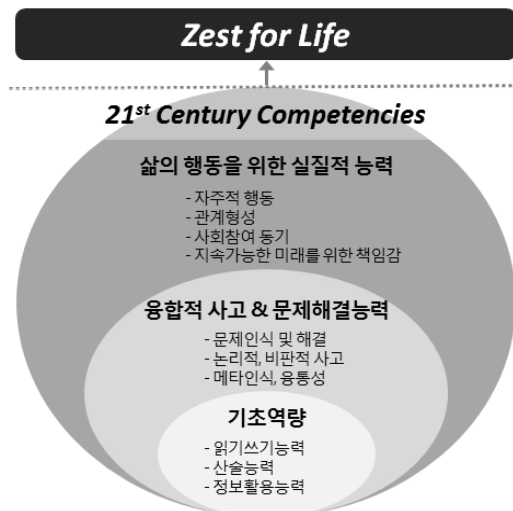 Zest for Life
21st Century Competencies
삶의 행동을 위한 실질적 능력
- 자주적 행동
- 관계형성
- 사회참여 동기
- 지속가능한 미래를 위한 책임감
융합적 사고 & 문제해결능력
- 문제인식 및 해결
- 논리적, 비판적 사고
- 메타인식, 융통성
기초역량
- 읽기쓰기능력
- 산술능력
- 정보활용능력